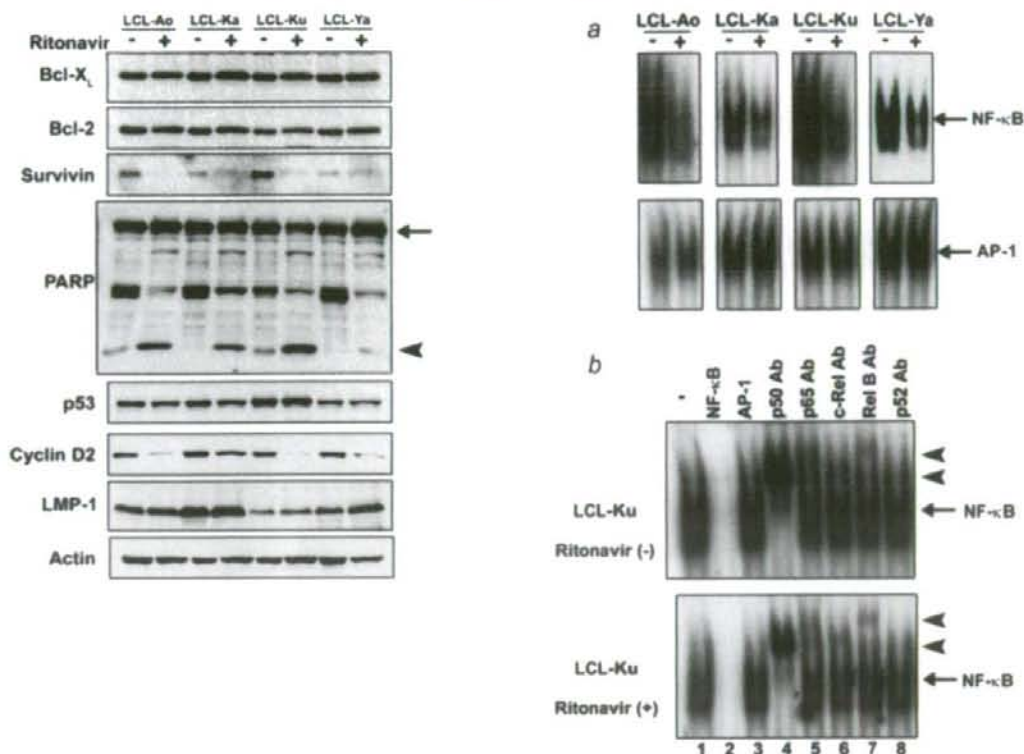 LCL-Ao LCL-Ka LCL-Ku LCL-Ya
Ritonavir - + - + - + - +
Bcl-XL
Bcl-2
Survivin
PARP
p53
Cyclin D2
LMP-1
Actin
a
LCL-Ao LCL-Ka LCL-Ku LCL-Ya
- + - + - + - +
NF-κB
AP-1
b
- NF-κB AP-1 p50 Ab p65 Ab c-Rel Ab Rel B Ab p52 Ab
LCL-Ku
NF-κB
Ritonavir (-)
LCL-Ku
NF-κB
Ritonavir (+)
1 2 3 4 5 6 7 8